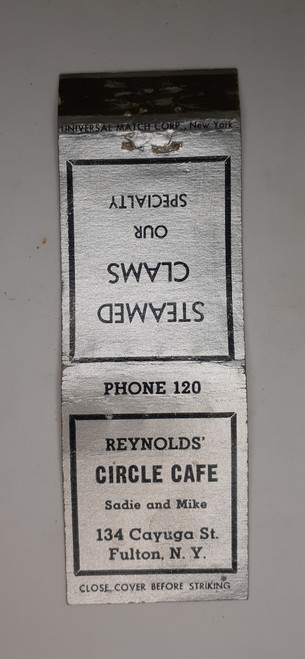 UNIVERSAL MATCH CORP., New York
STEAMED
CLAMS
OUR
SPECIALTY
PHONE 120
REYNOLDS'
CIRCLE CAFE
Sadie and Mike
134 Cayuga St.
Fulton, N. Y.
CLOSE COVER BEFORE STRIKING